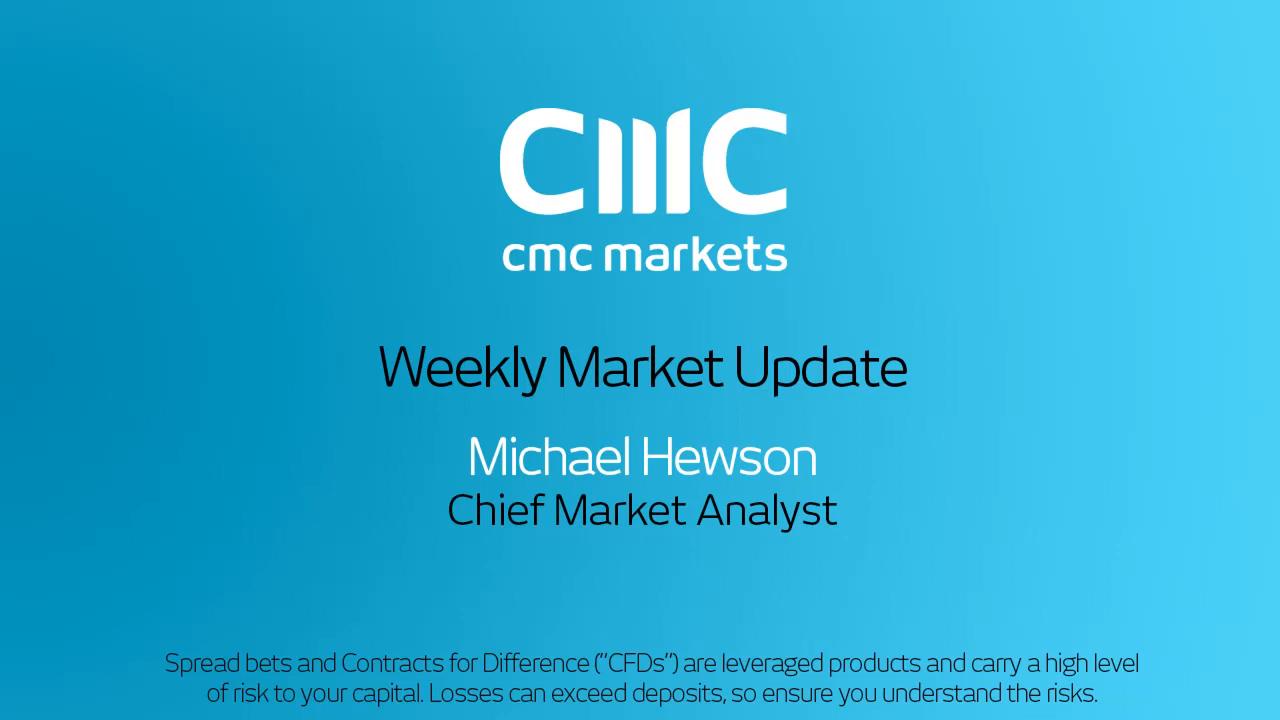 CMC
cmc markets
Weekly Market Update
Michael Hewson
Chief Market Analyst
Spread bets and Contracts for Difference ("CFDs") are leveraged products and carry a high level
of risk to your capital. Losses can exceed deposits, so ensure you understand the risks.